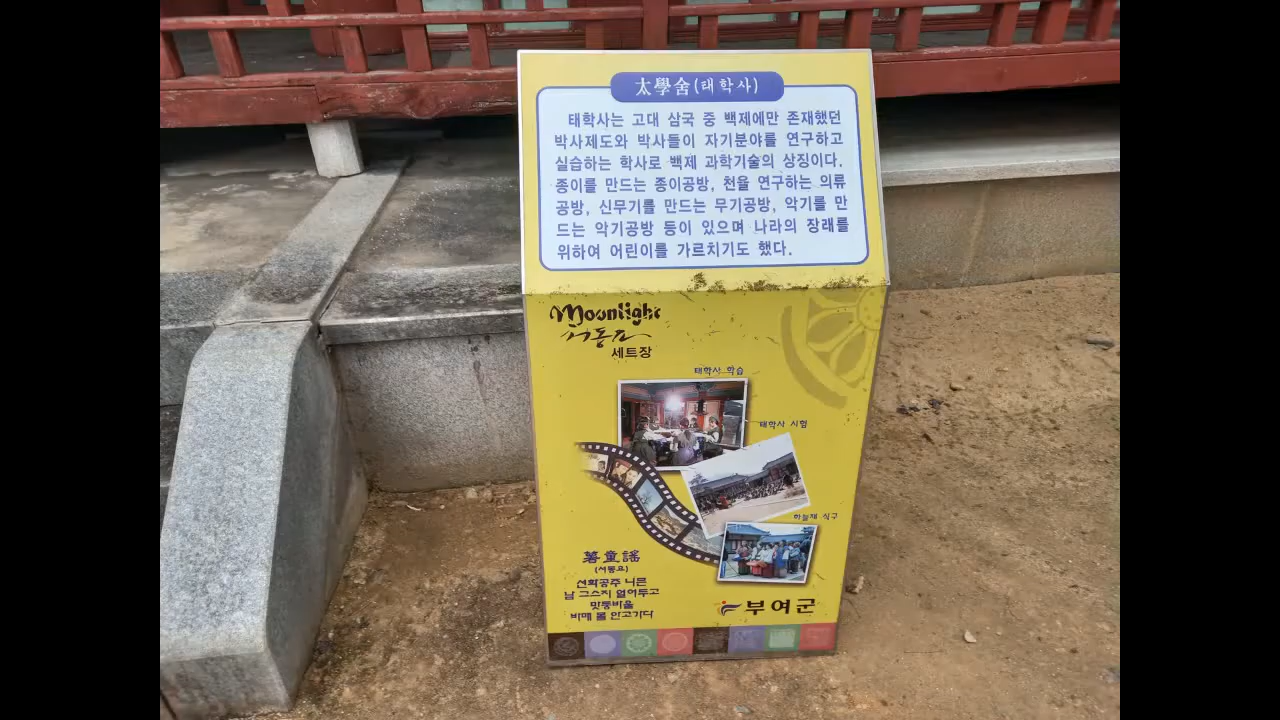 太學舍(태학사)
태학사는 고대 삼국 중 백제에만 존재했던
박사제도와 박사들이 자기분야를 연구하고
실습하는 학사로 백제 과학기술의 상징이다.
종이를 만드는 종이공방, 천을 연구하는 의류
공방, 신무기를 만드는 무기공방, 악기를 만
드는 악기공방 등이 있으며 나라의 장래를
위하여 어린이를 가르치기도 했다.
Moonlight
서동요
세트장
태학사 학습
태학사 시험
하늘재 식구
薯童謠
(서동요)
선화공주 니믄
남 그스지 얼어두고
맛둥바울
바매 몰 안고가다
부여군